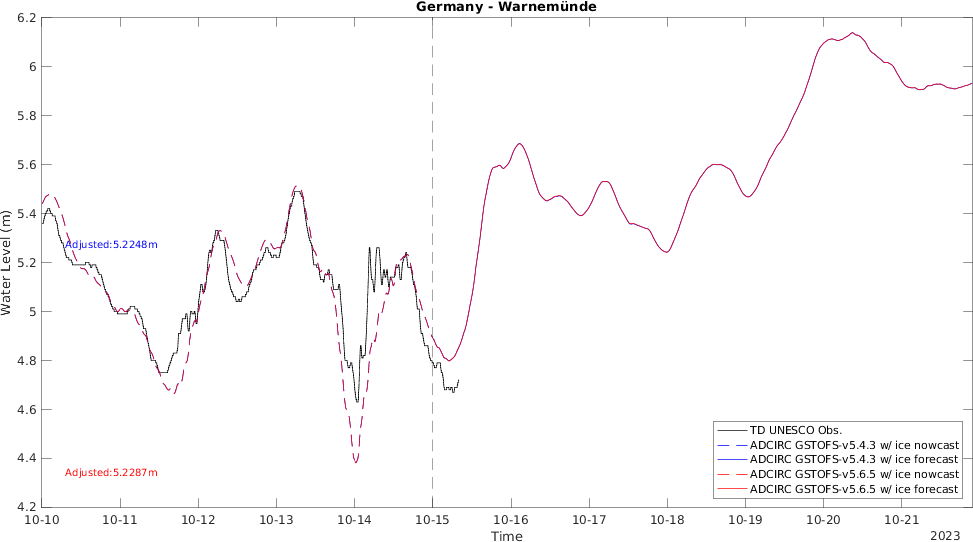 Germany - Warnemünde
6.2
6
5.8
5.6
5.4
5.2
5
4.8
4.6
4.4
4.2
Water Level (m)
Adjusted:5.2248m
Adjusted:5.2287m
TD UNESCO Obs.
ADCIRC GSTOFS-v5.4.3 w/ ice nowcast
ADCIRC GSTOFS-v5.4.3 w/ ice forecast
ADCIRC GSTOFS-v5.6.5 w/ ice nowcast
ADCIRC GSTOFS-v5.6.5 w/ ice forecast
10-10 10-11 10-12 10-13 10-14 10-15 10-16 10-17 10-18 10-19 10-20 10-21
Time
2023